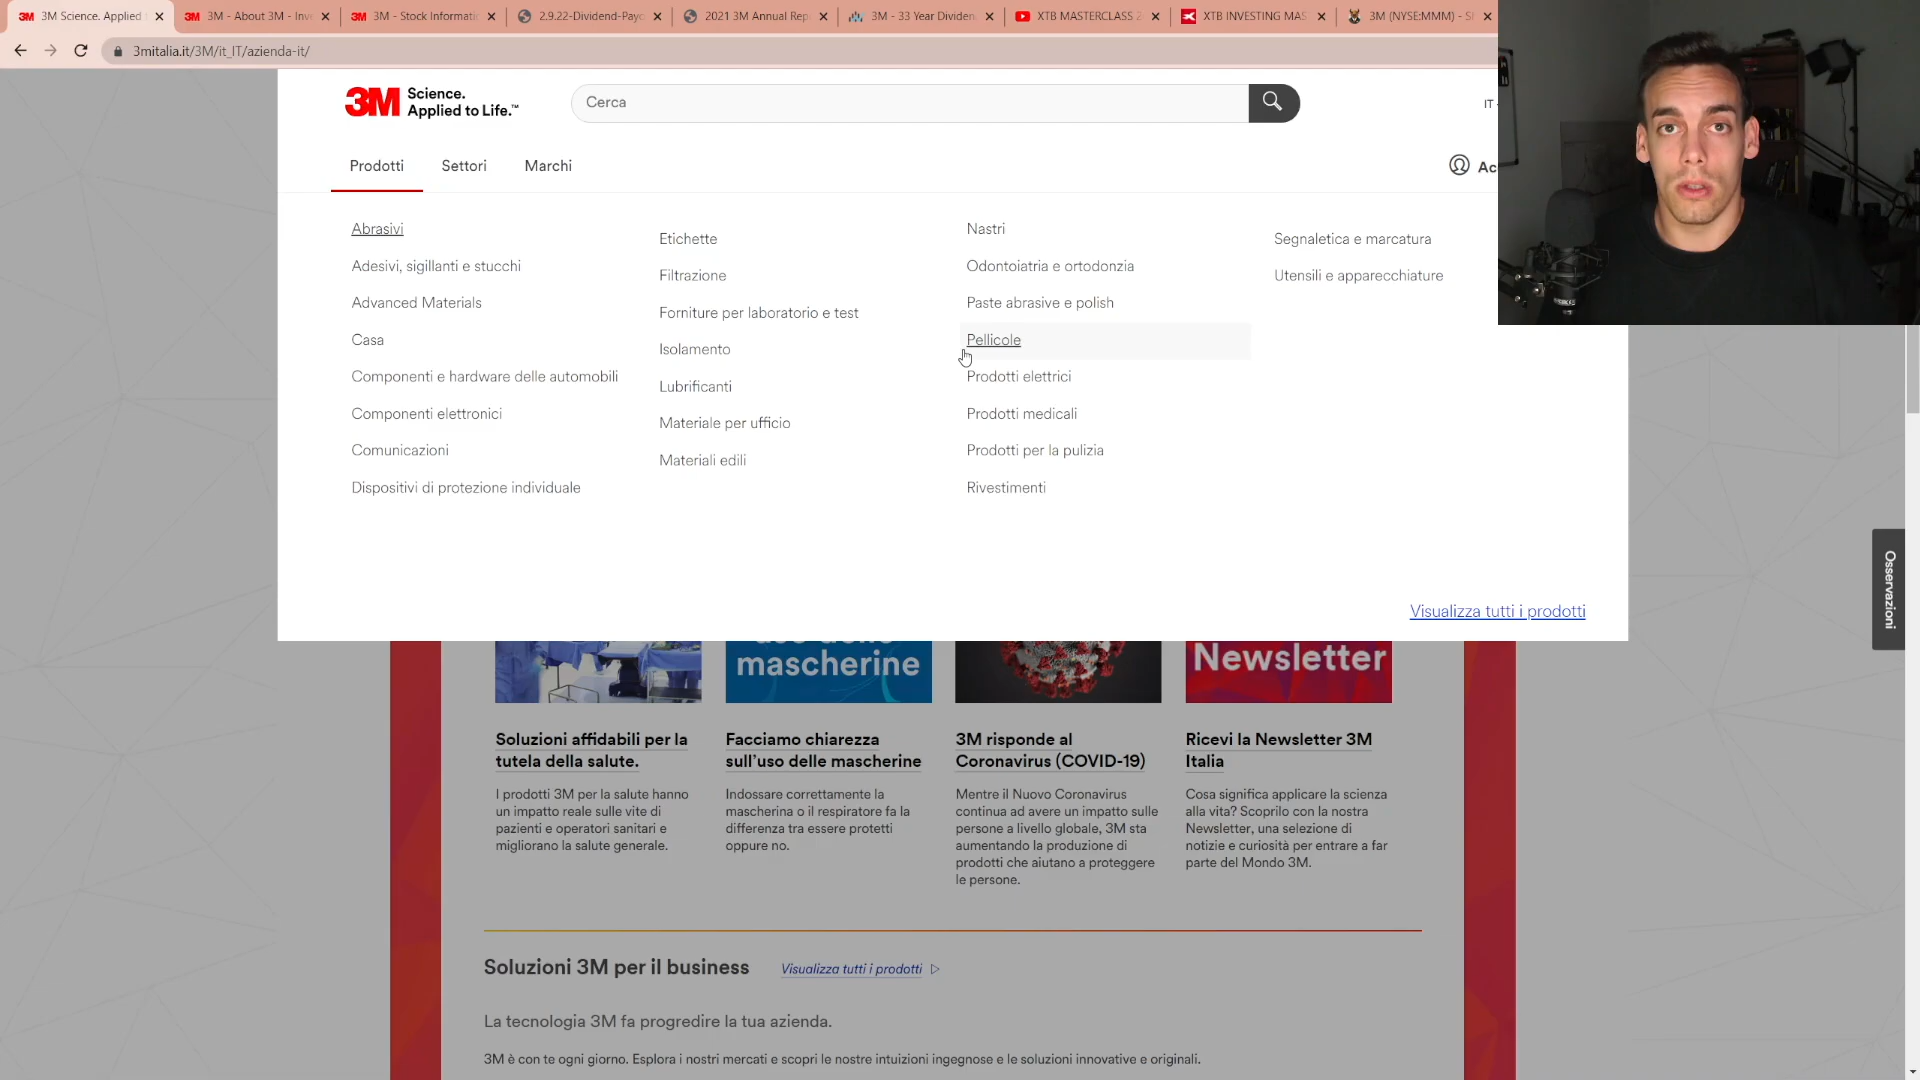 3M Science. Applied
3M - About 3M - Inv
3M - Stock Informati
2.9.22-Dividend-Payo
2021 3M Annual Rep
3M - 33 Year Dividen
XTB MASTERCLASS 2
XTB INVESTING MAS
3M (NYSE:MMM) - S
3mitalia.it/3M/it_IT/azienda-it/
3M Science.
Applied to Life.™
Cerca
IT
Prodotti
Settori
Marchi
Ac
Abrasivi
Adesivi, sigillanti e stucchi
Advanced Materials
Casa
Componenti e hardware delle automobili
Componenti elettronici
Comunicazioni
Dispositivi di protezione individuale
Etichette
Filtrazione
Forniture per laboratorio e test
Isolamento
Lubrificanti
Materiale per ufficio
Materiali edili
Nastri
Odontoiatria e ortodonzia
Paste abrasive e polish
Pellicole
Prodotti elettrici
Prodotti medicali
Prodotti per la pulizia
Rivestimenti
Segnaletica e marcatura
Utensili e apparecchiature
Visualizza tutti i prodotti
Osservazioni
mascherine
Newsletter
Soluzioni affidabili per la
tutela della salute.
I prodotti 3M per la salute hanno
un impatto reale sulle vite di
pazienti e operatori sanitari e
migliorano la salute generale.
Facciamo chiarezza
sull'uso delle mascherine
Indossare correttamente la
mascherina o il respiratore fa la
differenza tra essere protetti
oppure no.
3M risponde al
Coronavirus (COVID-19)
Mentre il Nuovo Coronavirus
continua ad avere un impatto sulle
persone a livello globale, 3M sta
aumentando la produzione di
prodotti che aiutano a proteggere
le persone.
Ricevi la Newsletter 3M
Italia
Cosa significa applicare la scienza
alla vita? Scoprilo con la nostra
Newsletter, una selezione di
notizie e curiosità per entrare a far
parte del Mondo 3M.
Soluzioni 3M per il business
Visualizza tutti i prodotti
La tecnologia 3M fa progredire la tua azienda.
3M è con te ogni giorno. Esplora i nostri mercati e scopri le nostre intuizioni ingegnose e le soluzioni innovative e originali.